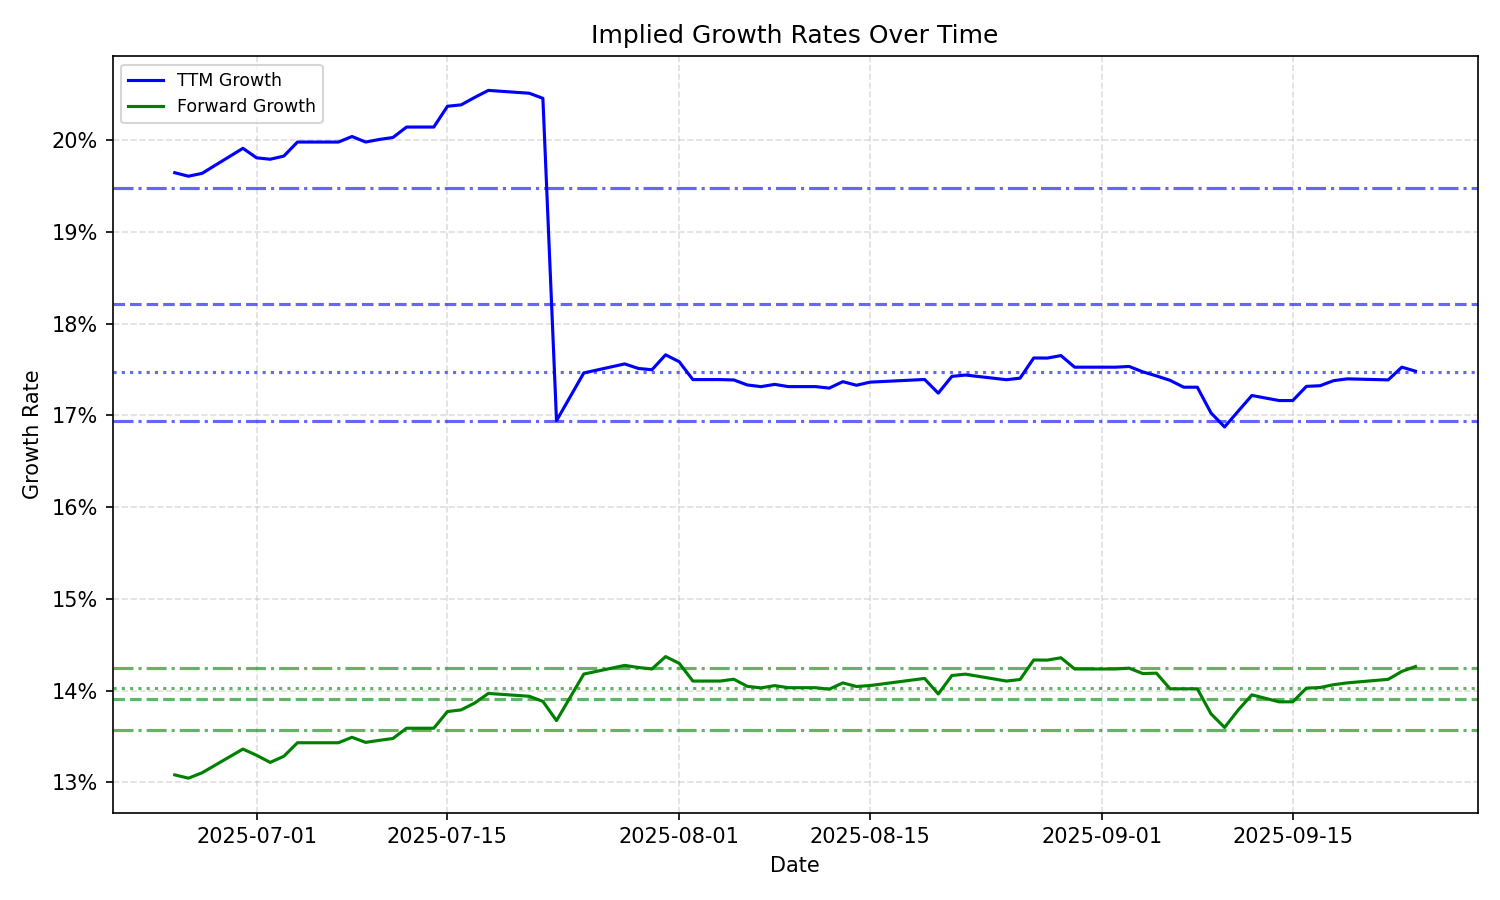 Implied Growth Rates Over Time
TTM Growth
Forward Growth
20%
19%
18%
17%
16%
15%
14%
13%
Growth Rate
2025-07-01
2025-07-15
2025-08-01
2025-08-15
2025-09-01
2025-09-15
Date